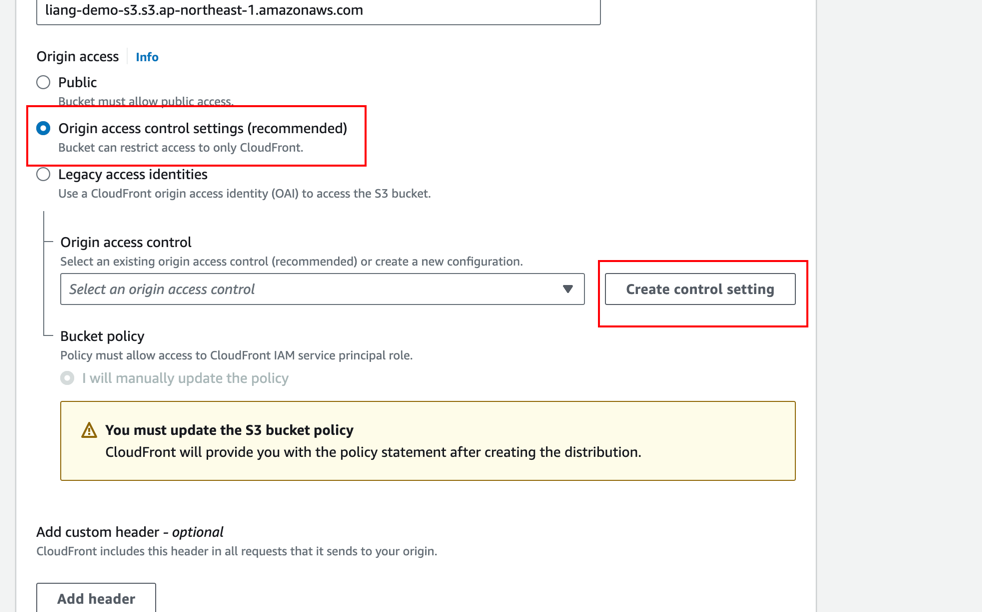 liang-demo-s3.s3.ap-northeast-1.amazonaws.com
Origin access Info
Public
Bucket must allow public access.
Origin access control settings (recommended)
Bucket can restrict access to only CloudFront.
Legacy access identities
Use a CloudFront origin access identity (OAI) to access the S3 bucket.
Origin access control
Select an existing origin access control (recommended) or create a new configuration.
Select an origin access control
Create control setting
Bucket policy
Policy must allow access to CloudFront IAM service principal role.
I will manually update the policy
You must update the S3 bucket policy
CloudFront will provide you with the policy statement after creating the distribution.
Add custom header - optional
CloudFront includes this header in all requests that it sends to your origin.
Add header